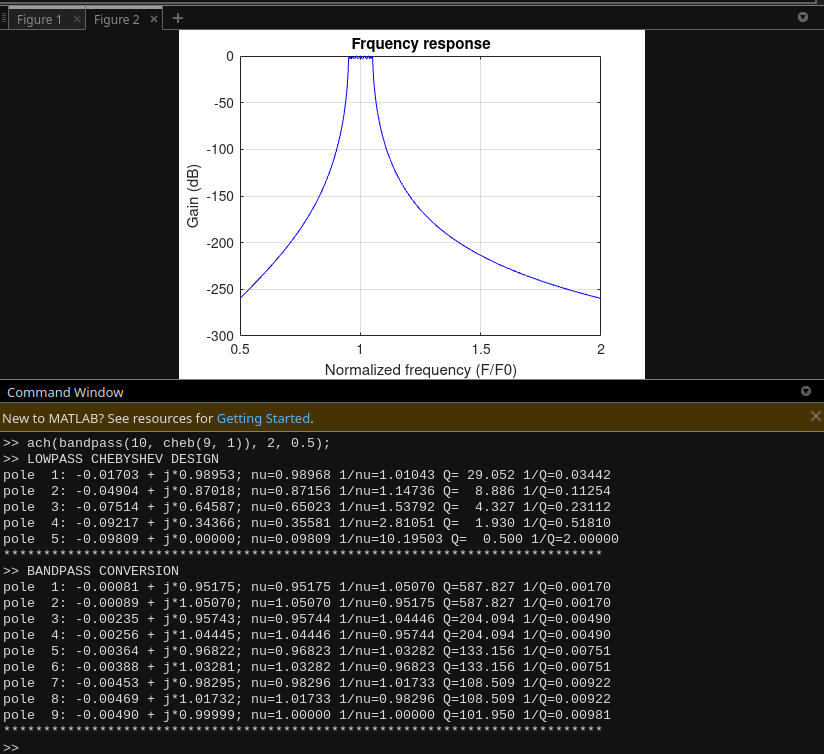 Figure 1 × Figure 2 × +
Frquency response
0
-50
-100
-150
-200
-250
-300
Gain (dB)
0.5 1 1.5 2
Normalized frequency (F/F0)
Command Window
New to MATLAB? See resources for Getting Started. ×
>> ach(bandpass(10, cheb(9, 1)), 2, 0.5);
>> LOWPASS CHEBYSHEV DESIGN
pole  1: -0.01703 + j*0.98953; nu=0.98968 1/nu=1.01043 Q= 29.052 1/Q=0.03442
pole  2: -0.04904 + j*0.87018; nu=0.87156 1/nu=1.14736 Q=  8.886 1/Q=0.11254
pole  3: -0.07514 + j*0.64587; nu=0.65023 1/nu=1.53792 Q=  4.327 1/Q=0.23112
pole  4: -0.09217 + j*0.34366; nu=0.35581 1/nu=2.81051 Q=  1.930 1/Q=0.51810
pole  5: -0.09809 + j*0.00000; nu=0.09809 1/nu=10.19503 Q=  0.500 1/Q=2.00000
***************************************************************************
>> BANDPASS CONVERSION
pole  1: -0.00081 + j*0.95175; nu=0.95175 1/nu=1.05070 Q=587.827 1/Q=0.00170
pole  2: -0.00089 + j*1.05070; nu=1.05070 1/nu=0.95175 Q=587.827 1/Q=0.00170
pole  3: -0.00235 + j*0.95743; nu=0.95744 1/nu=1.04446 Q=204.094 1/Q=0.00490
pole  4: -0.00256 + j*1.04445; nu=1.04446 1/nu=0.95744 Q=204.094 1/Q=0.00490
pole  5: -0.00364 + j*0.96822; nu=0.96823 1/nu=1.03282 Q=133.156 1/Q=0.00751
pole  6: -0.00388 + j*1.03281; nu=1.03282 1/nu=0.96823 Q=133.156 1/Q=0.00751
pole  7: -0.00453 + j*0.98295; nu=0.98296 1/nu=1.01733 Q=108.509 1/Q=0.00922
pole  8: -0.00469 + j*1.01732; nu=1.01733 1/nu=0.98296 Q=108.509 1/Q=0.00922
pole  9: -0.00490 + j*0.99999; nu=1.00000 1/nu=1.00000 Q=101.950 1/Q=0.00981
***************************************************************************
>>